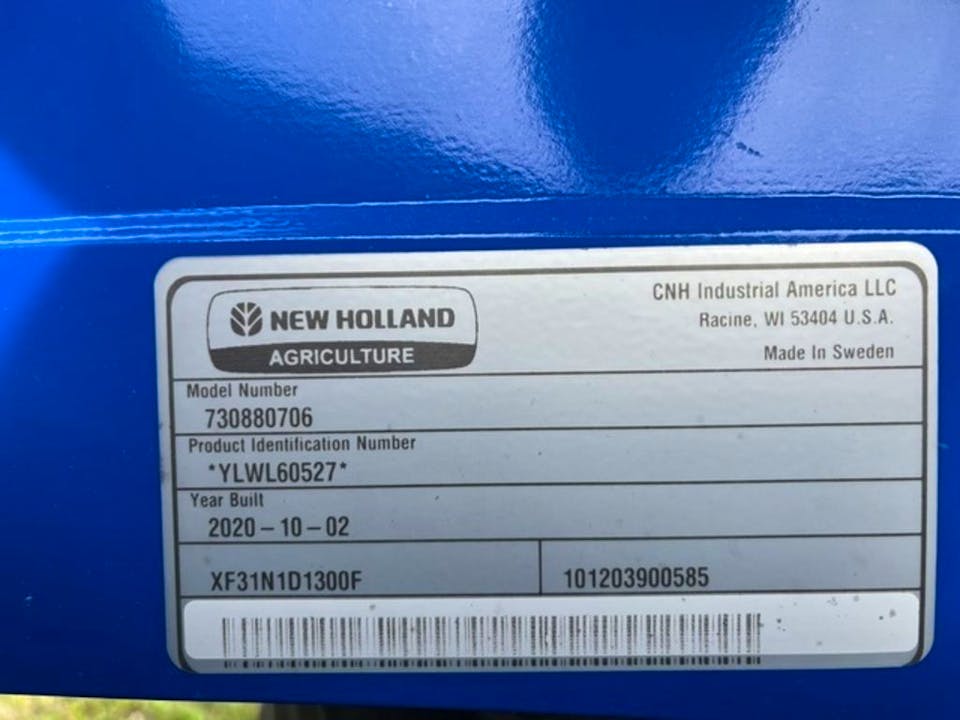 NEW HOLLAND
AGRICULTURE
CNH Industrial America LLC
Racine, WI 53404 U.S.A.
Made In Sweden
Model Number
730880706
Product Identification Number
*YLWL60527*
Year Built
2020 - 10 - 02
XF31N1D1300F
101203900585